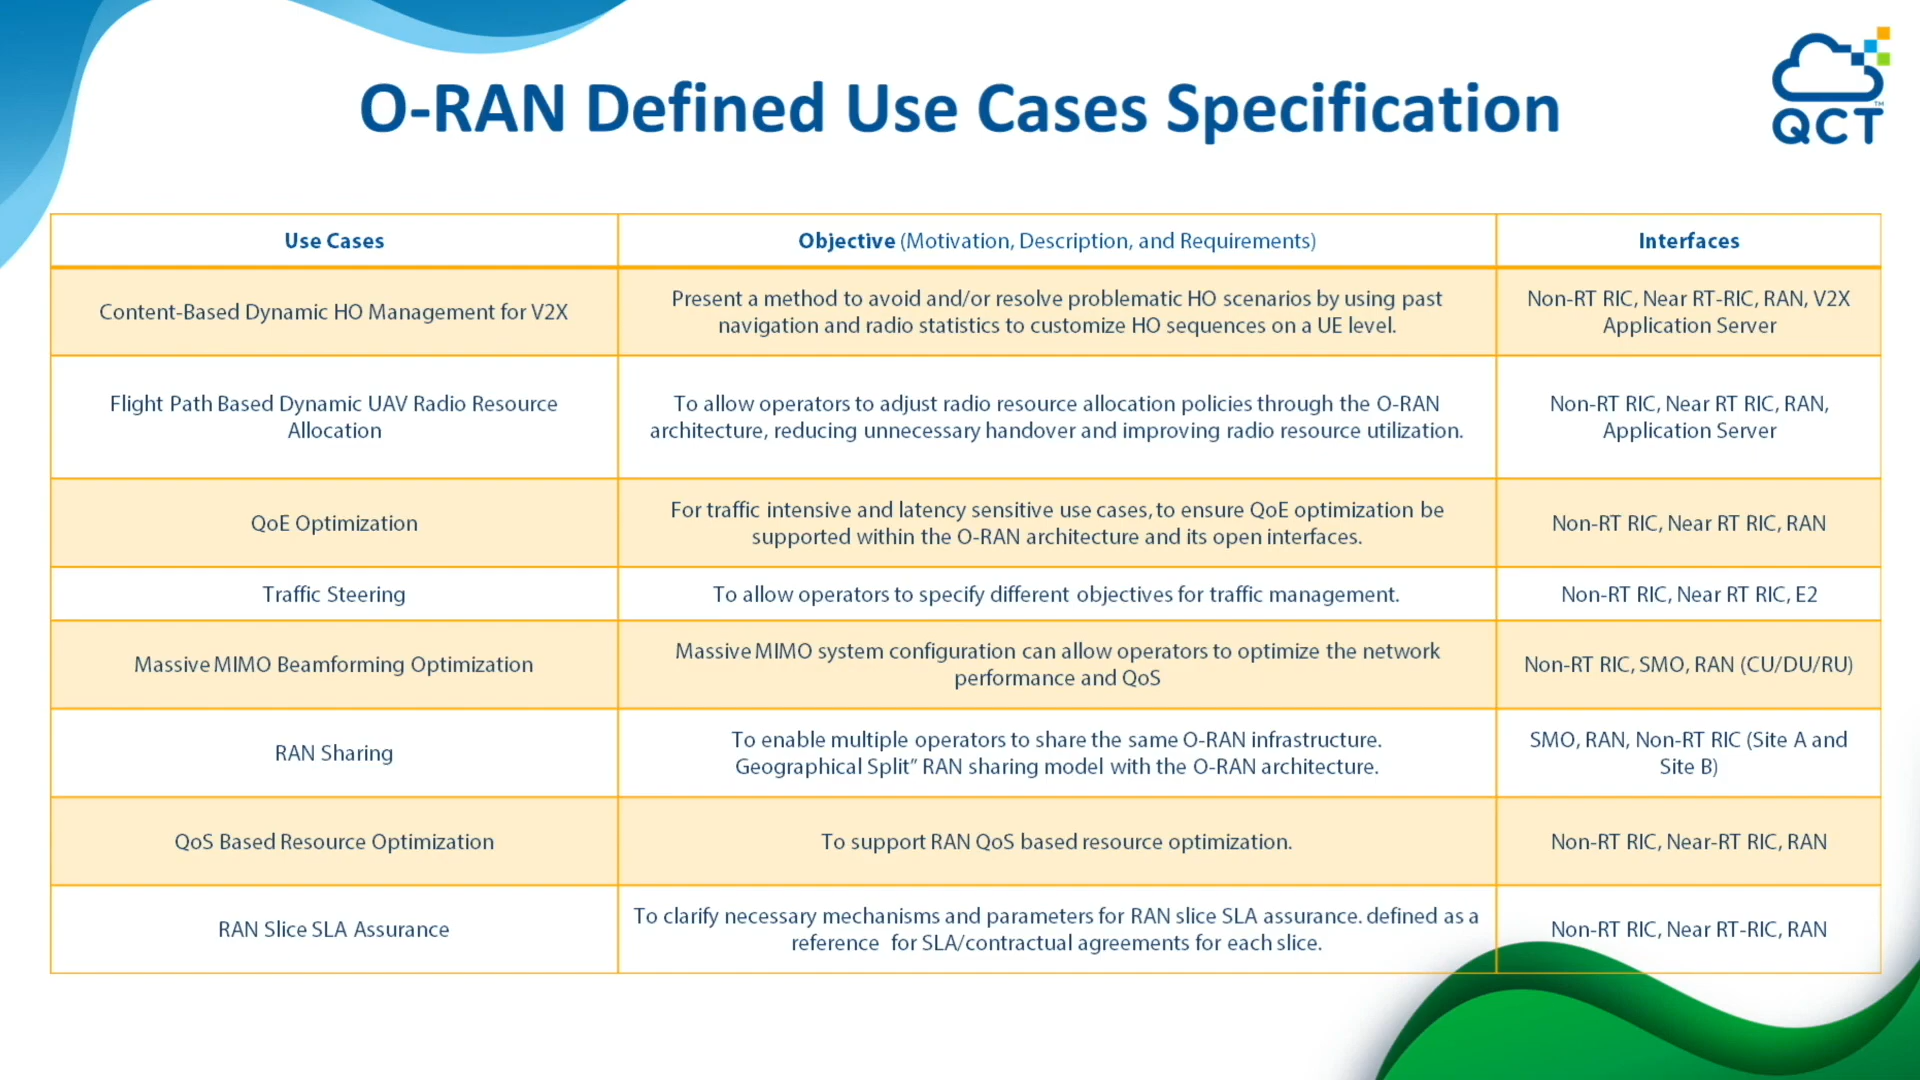 O-RAN Defined Use Cases Specification
QCT™
Use Cases
Objective (Motivation, Description, and Requirements)
Interfaces
Content-Based Dynamic HO Management for V2X
Present a method to avoid and/or resolve problematic HO scenarios by using past
navigation and radio statistics to customize HO sequences on a UE level.
Non-RT RIC, Near RT-RIC, RAN, V2X
Application Server
Flight Path Based Dynamic UAV Radio Resource
Allocation
To allow operators to adjust radio resource allocation policies through the O-RAN
architecture, reducing unnecessary handover and improving radio resource utilization.
Non-RT RIC, Near RT RIC, RAN,
Application Server
QoE Optimization
For traffic intensive and latency sensitive use cases, to ensure QoE optimization be
supported within the O-RAN architecture and its open interfaces.
Non-RT RIC, Near RT RIC, RAN
Traffic Steering
To allow operators to specify different objectives for traffic management.
Non-RT RIC, Near RT RIC, E2
Massive MIMO Beamforming Optimization
Massive MIMO system configuration can allow operators to optimize the network
performance and QoS
Non-RT RIC, SMO, RAN (CU/DU/RU)
RAN Sharing
To enable multiple operators to share the same O-RAN infrastructure.
Geographical Split” RAN sharing model with the O-RAN architecture.
SMO, RAN, Non-RT RIC (Site A and
Site B)
QoS Based Resource Optimization
To support RAN QoS based resource optimization.
Non-RT RIC, Near-RT RIC, RAN
RAN Slice SLA Assurance
To clarify necessary mechanisms and parameters for RAN slice SLA assurance. defined as a
reference for SLA/contractual agreements for each slice.
Non-RT RIC, Near RT-RIC, RAN